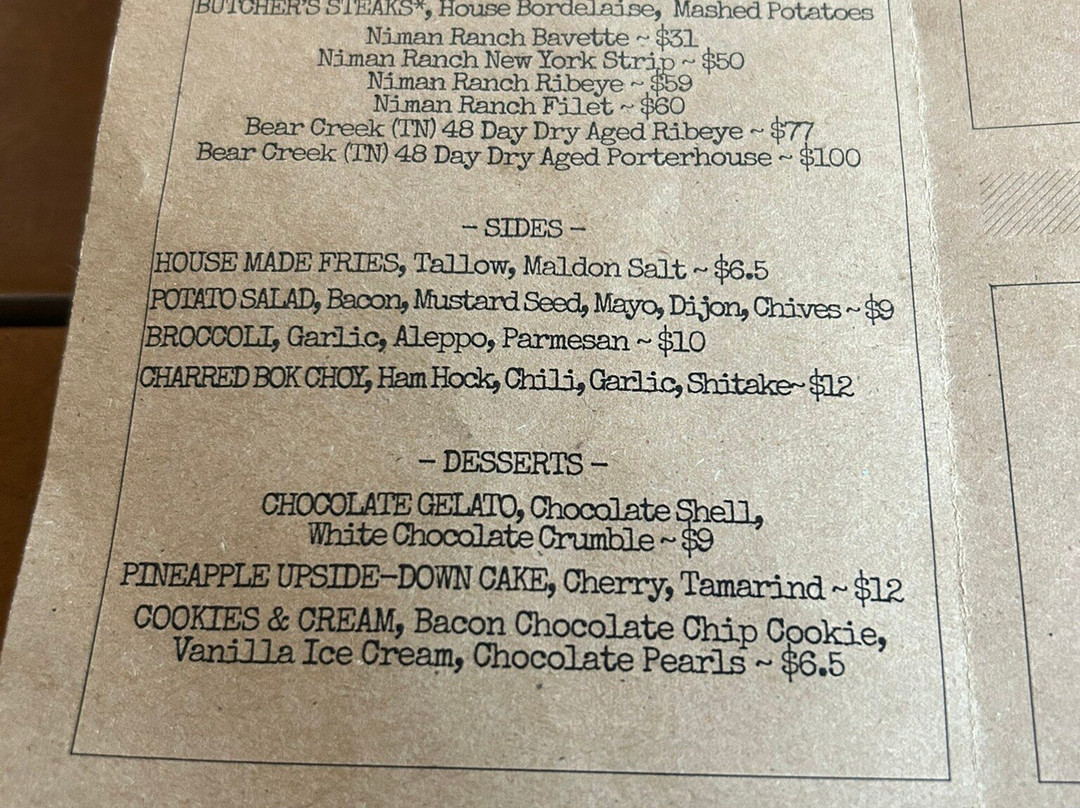 BUTCHER'S STEAKS*, House Bordelaise, Mashed Potatoes
Niman Ranch Bavette ~ $31
Niman Ranch New York Strip ~ $50
Niman Ranch Ribeye ~ $59
Niman Ranch Filet ~ $60
Bear Creek (TN) 48 Day Dry Aged Ribeye ~ $77
Bear Creek (TN) 48 Day Dry Aged Porterhouse ~ $100
- SIDES -
HOUSE MADE FRIES, Tallow, Maldon Salt ~ $6.5
POTATO SALAD, Bacon, Mustard Seed, Mayo, Dijon, Chives ~ $9
BROCCOLI, Garlic, Aleppo, Parmesan ~ $10
CHARRED BOK CHOY, Ham Hock, Chili, Garlic, Shitake~ $12
- DESSERTS -
CHOCOLATE GELATO, Chocolate Shell,
White Chocolate Crumble ~ $9
PINEAPPLE UPSIDE-DOWN CAKE, Cherry, Tamarind ~ $12
COOKIES & CREAM, Bacon Chocolate Chip Cookie,
Vanilla Ice Cream, Chocolate Pearls ~ $6.5